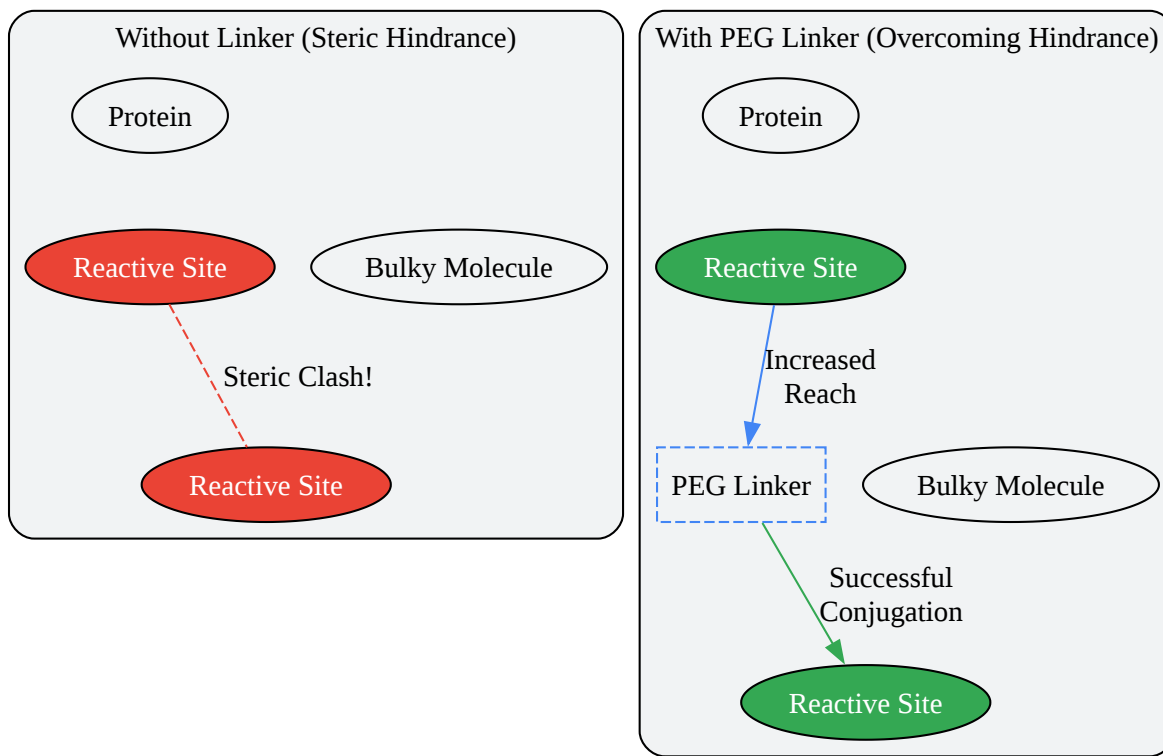 Without Linker (Steric Hindrance)
Protein
Reactive Site
Bulky Molecule
Steric Clash!
Reactive Site
With PEG Linker (Overcoming Hindrance)
Protein
Reactive Site
Increased
Reach
PEG Linker
Bulky Molecule
Successful
Conjugation
Reactive Site